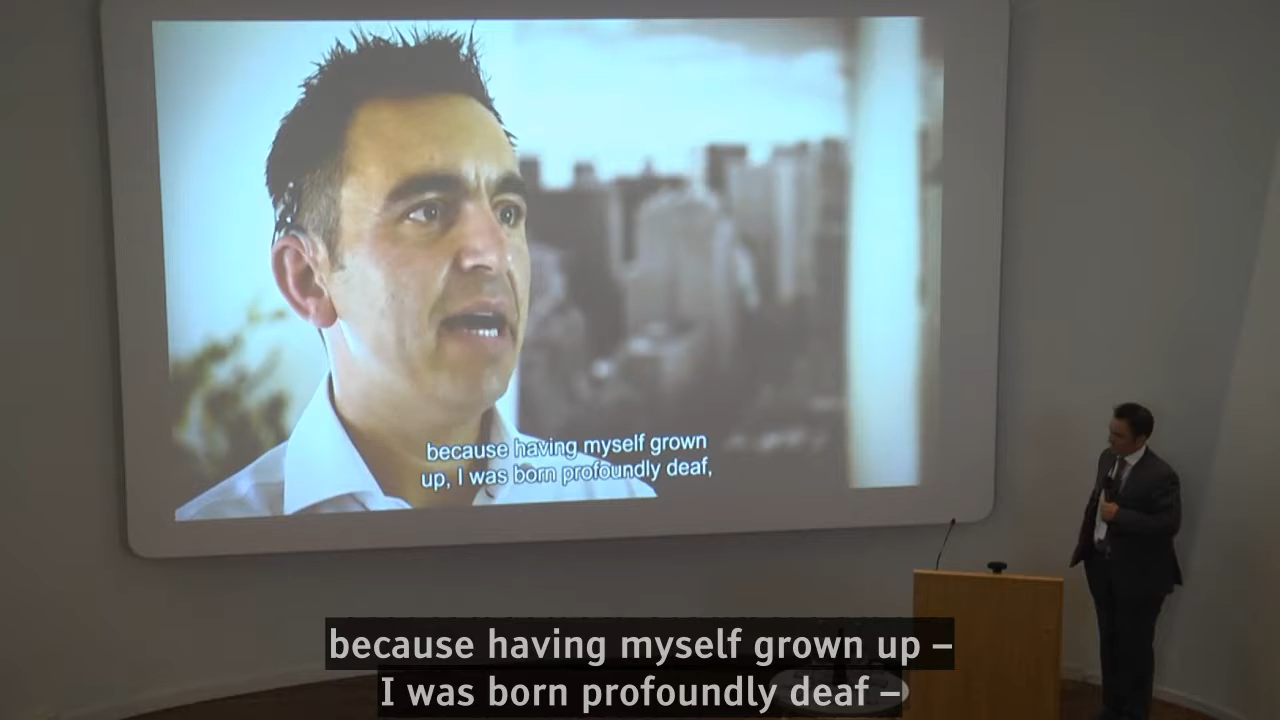 because having myself grown
up, I was born profoundly deaf,
because having myself grown up –
I was born profoundly deaf –